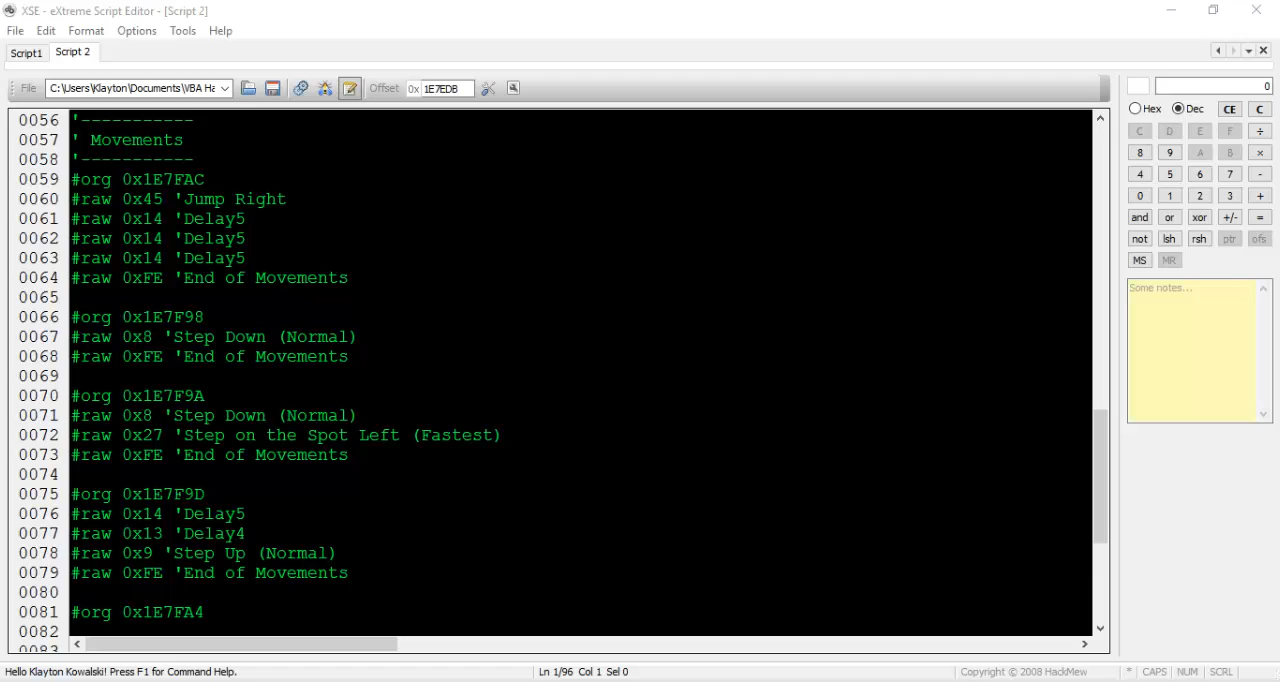 XSE - eXtreme Script Editor - [Script 2]
File Edit Format Options Tools Help
Script1 Script 2
File C:\Users\Klayton\Documents\VBA Ha Offset: 0x 1E7EDB
0
Hex Dec CE C
C D E F ÷
8 9 A B ×
4 5 6 7 -
0 1 2 3 +
and or xor +/- =
not lsh rsh ptr ofs
MS MR
Some notes...
0056 '-----------
0057 ' Movements
0058 '-----------
0059 #org 0x1E7FAC
0060 #raw 0x45 'Jump Right
0061 #raw 0x14 'Delay5
0062 #raw 0x14 'Delay5
0063 #raw 0x14 'Delay5
0064 #raw 0xFE 'End of Movements
0065
0066 #org 0x1E7F98
0067 #raw 0x8 'Step Down (Normal)
0068 #raw 0xFE 'End of Movements
0069
0070 #org 0x1E7F9A
0071 #raw 0x8 'Step Down (Normal)
0072 #raw 0x27 'Step on the Spot Left (Fastest)
0073 #raw 0xFE 'End of Movements
0074
0075 #org 0x1E7F9D
0076 #raw 0x14 'Delay5
0077 #raw 0x13 'Delay4
0078 #raw 0x9 'Step Up (Normal)
0079 #raw 0xFE 'End of Movements
0080
0081 #org 0x1E7FA4
0082
0083
Hello Klayton Kowalski! Press F1 for Command Help. Ln 1/96 Col 1 Sel 0 Copyright © 2008 HackMew * CAPS NUM SCRL